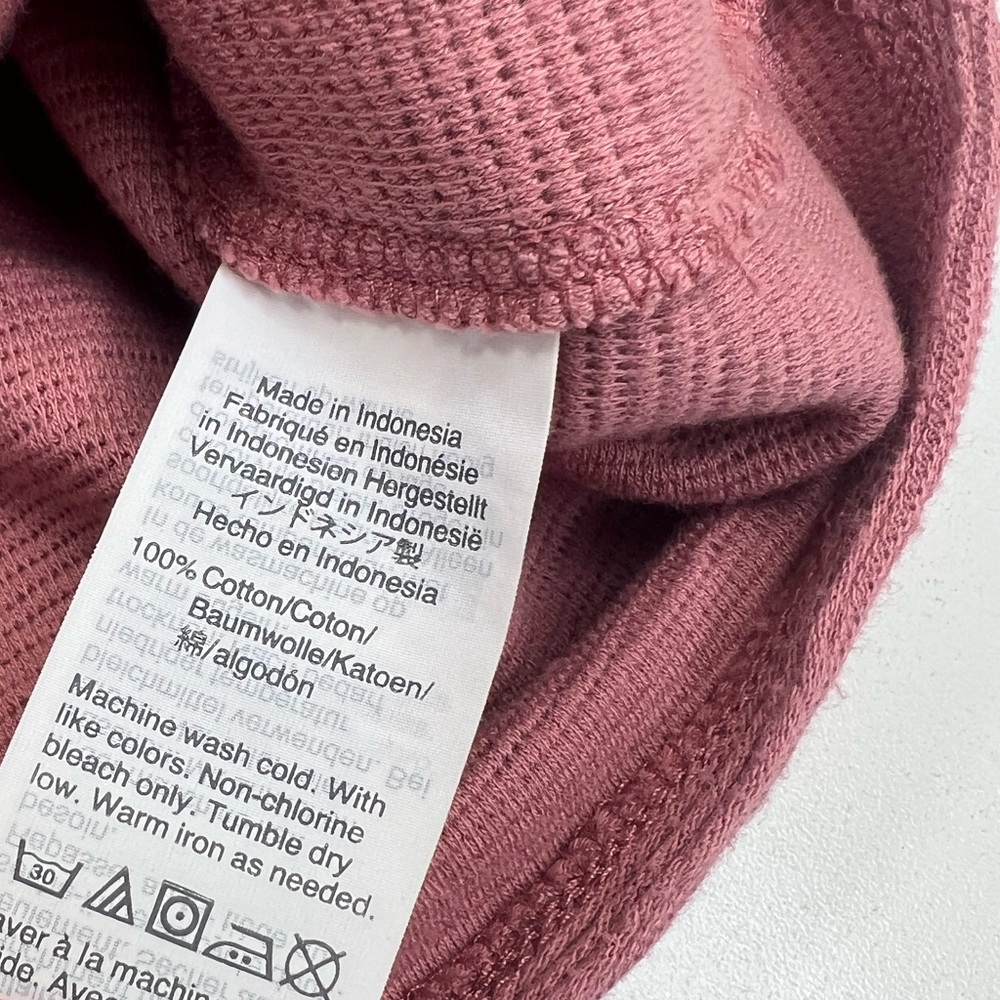 Made in Indonesia
Fabriqué en Indonésie
in Indonesien Hergestellt
Vervaardigd in Indonesië
インドネシア製
Hecho en Indonesia
100% Cotton/Coton/
Baumwolle/Katoen/
綿/algodón
Machine wash cold. With
like colors. Non-chlorine
bleach only. Tumble dry
low. Warm iron as needed.
30
à la machin